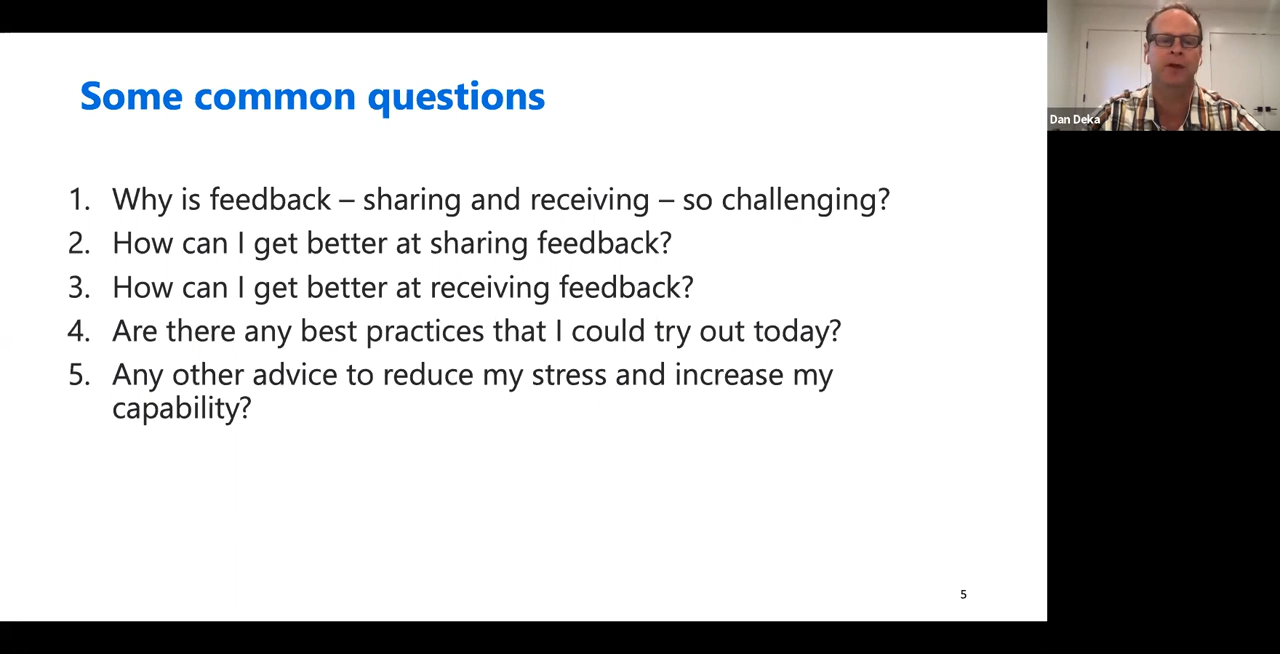 Some common questions
1. Why is feedback – sharing and receiving – so challenging?
2. How can I get better at sharing feedback?
3. How can I get better at receiving feedback?
4. Are there any best practices that I could try out today?
5. Any other advice to reduce my stress and increase my
capability?
5
Dan Deka